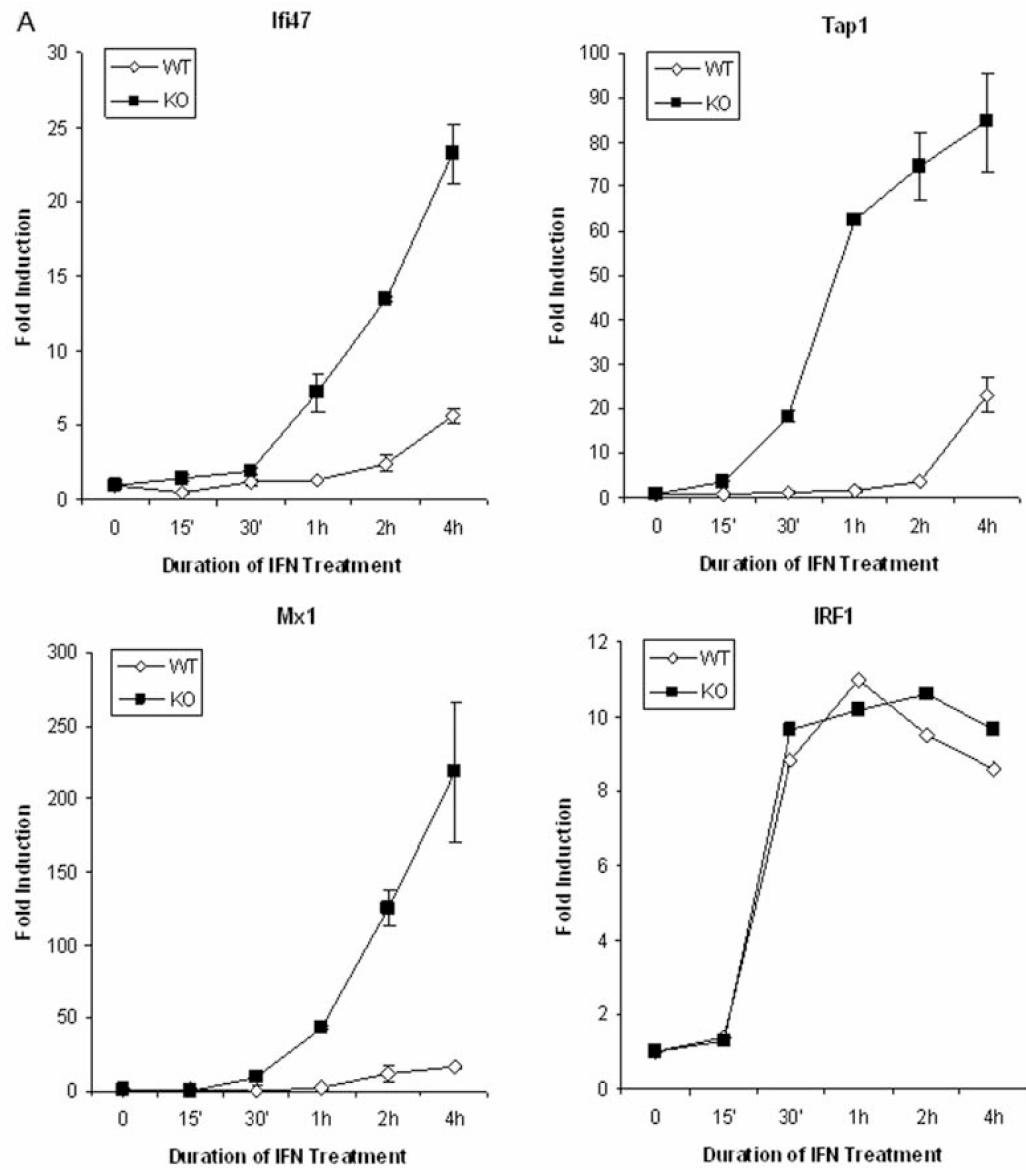 A
Ifi47
WT
KO
30
25
20
15
10
5
0
Fold Induction
0 15' 30' 1h 2h 4h
Duration of IFN Treatment
Tap1
WT
KO
100
90
80
70
60
50
40
30
20
10
0
Fold Induction
0 15' 30' 1h 2h 4h
Duration of IFN Treatment
Mx1
WT
KO
300
250
200
150
100
50
0
Fold Induction
0 15' 30' 1h 2h 4h
Duration of IFN Treatment
IRF1
WT
KO
12
10
8
6
4
2
0
Fold Induction
0 15' 30' 1h 2h 4h
Duration of IFN Treatment